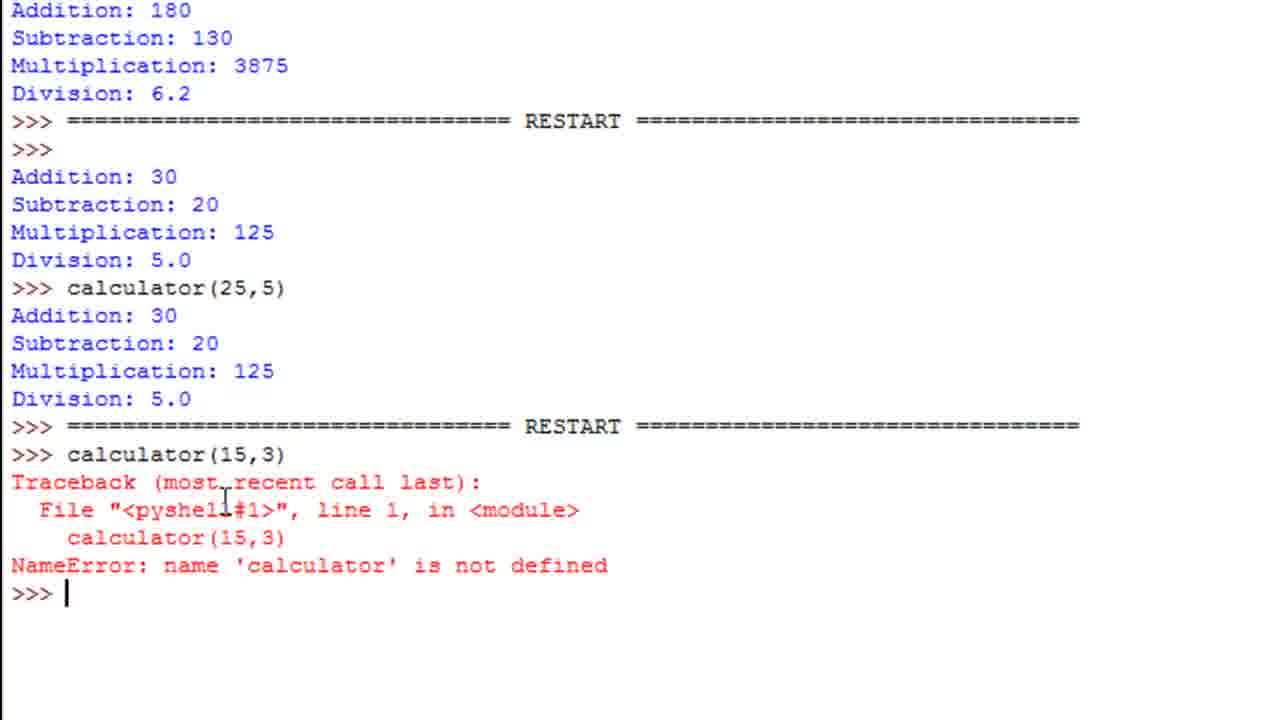 Addition: 180
Subtraction: 130
Multiplication: 3875
Division: 6.2
>>> ================================ RESTART ================================
>>>
Addition: 30
Subtraction: 20
Multiplication: 125
Division: 5.0
>>> calculator(25,5)
Addition: 30
Subtraction: 20
Multiplication: 125
Division: 5.0
>>> ================================ RESTART ================================
>>> calculator(15,3)
Traceback (most recent call last):
  File "<pyshell#1>", line 1, in <module>
    calculator(15,3)
NameError: name 'calculator' is not defined
>>>